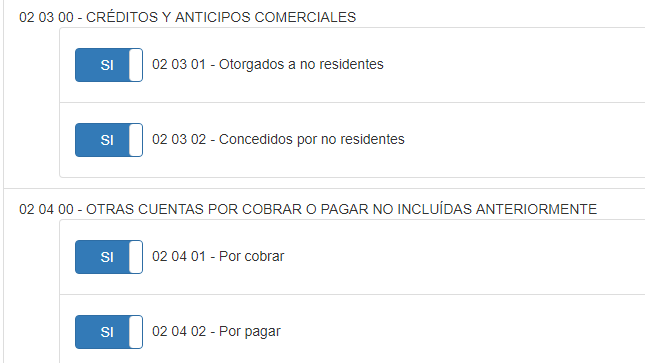 02 03 00 - CRÉDITOS Y ANTICIPOS COMERCIALES
SI 02 03 01 - Otorgados a no residentes
SI 02 03 02 - Concedidos por no residentes
02 04 00 - OTRAS CUENTAS POR COBRAR O PAGAR NO INCLUÍDAS ANTERIORMENTE
SI 02 04 01 - Por cobrar
SI 02 04 02 - Por pagar